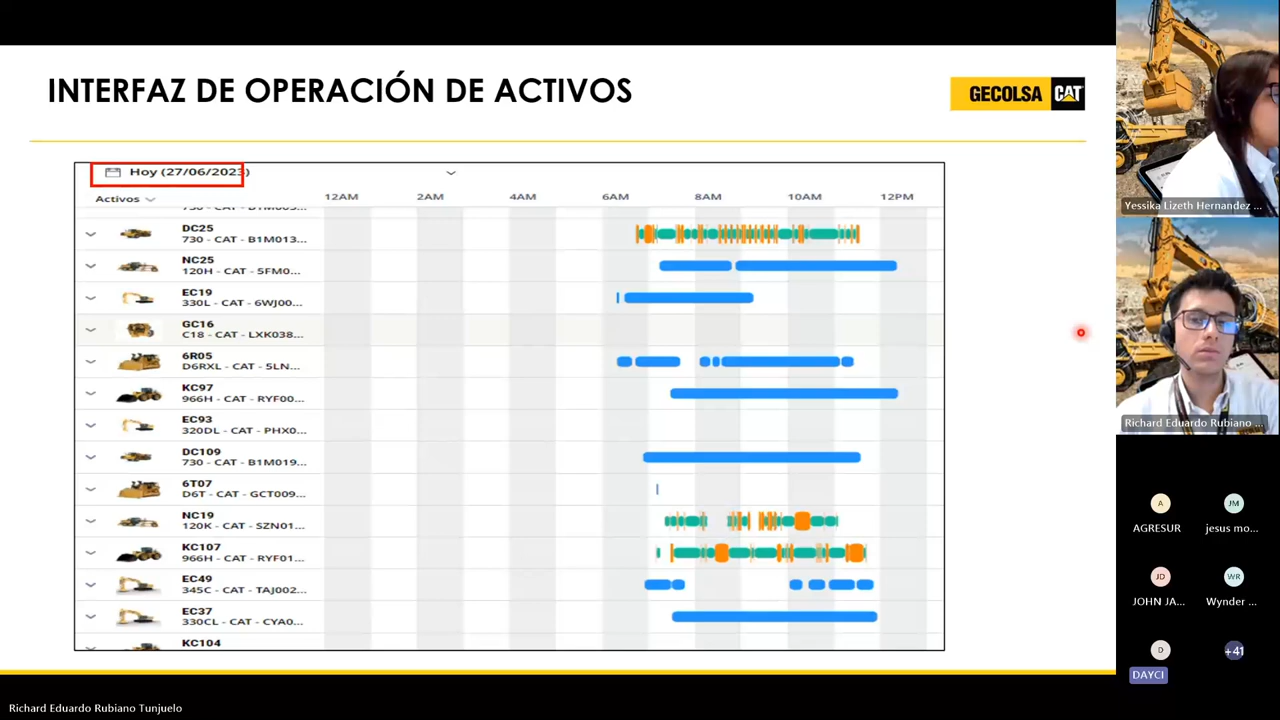 INTERFAZ DE OPERACIÓN DE ACTIVOS
GECOLSA CAT
Hoy (27/06/2023)
Activos
12AM 2AM 4AM 6AM 8AM 10AM 12PM
DC25
730 - CAT - B1M013...
NC25
120H - CAT - 5FM0...
EC19
330L - CAT - 6WJ00...
GC16
C18 - CAT - LXK038...
6R05
D6RXL - CAT - 5LN...
KC97
966H - CAT - RYF00...
EC93
320DL - CAT - PHX0...
DC109
730 - CAT - B1M019...
6T07
D6T - CAT - GCT009...
NC19
120K - CAT - SZN01...
KC107
966H - CAT - RYF01...
EC49
345C - CAT - TAJ002...
EC37
330CL - CAT - CYA0...
KC104
Yessika Lizeth Hernandez ...
Richard Eduardo Rubiano ...
A
AGRESUR
JM
jesus mo...
JD
JOHN JA...
WR
Wynder ...
D
DAYCI
+41
Richard Eduardo Rubiano Tunjuelo